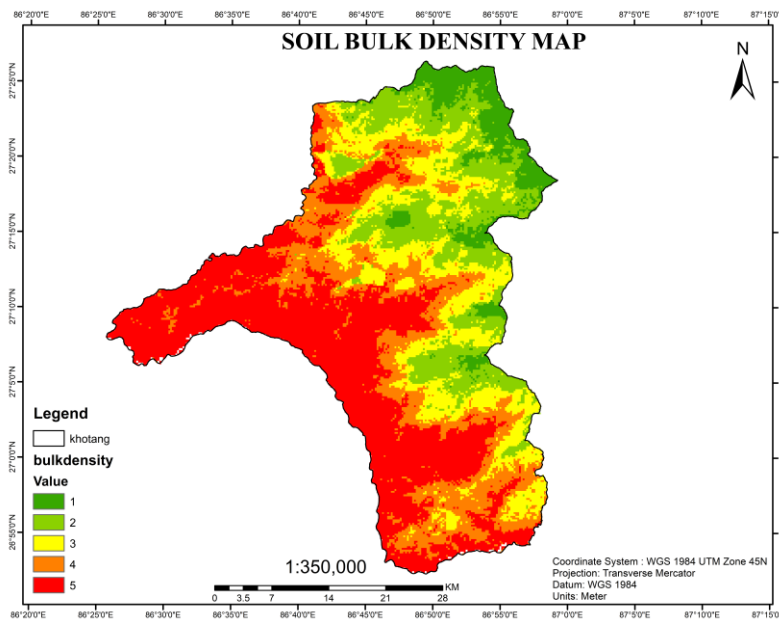 86°20'0"E 86°25'0"E 86°30'0"E 86°35'0"E 86°40'0"E 86°45'0"E 86°50'0"E 86°55'0"E 87°0'0"E 87°5'0"E 87°10'0"E 87°15'0"E
SOIL BULK DENSITY MAP
N
27°25'0"N
27°20'0"N
27°15'0"N
27°10'0"N
27°5'0"N
27°0'0"N
26°55'0"N
Legend
khotang
bulkdensity
Value
1
2
3
4
5
1:350,000
0 3.5 7 14 21 28
KM
Coordinate System : WGS 1984 UTM Zone 45N
Projection: Transverse Mercator
Datum: WGS 1984
Units: Meter
86°20'0"E 86°25'0"E 86°30'0"E 86°35'0"E 86°40'0"E 86°45'0"E 86°50'0"E 86°55'0"E 87°0'0"E 87°5'0"E 87°10'0"E 87°15'0"E